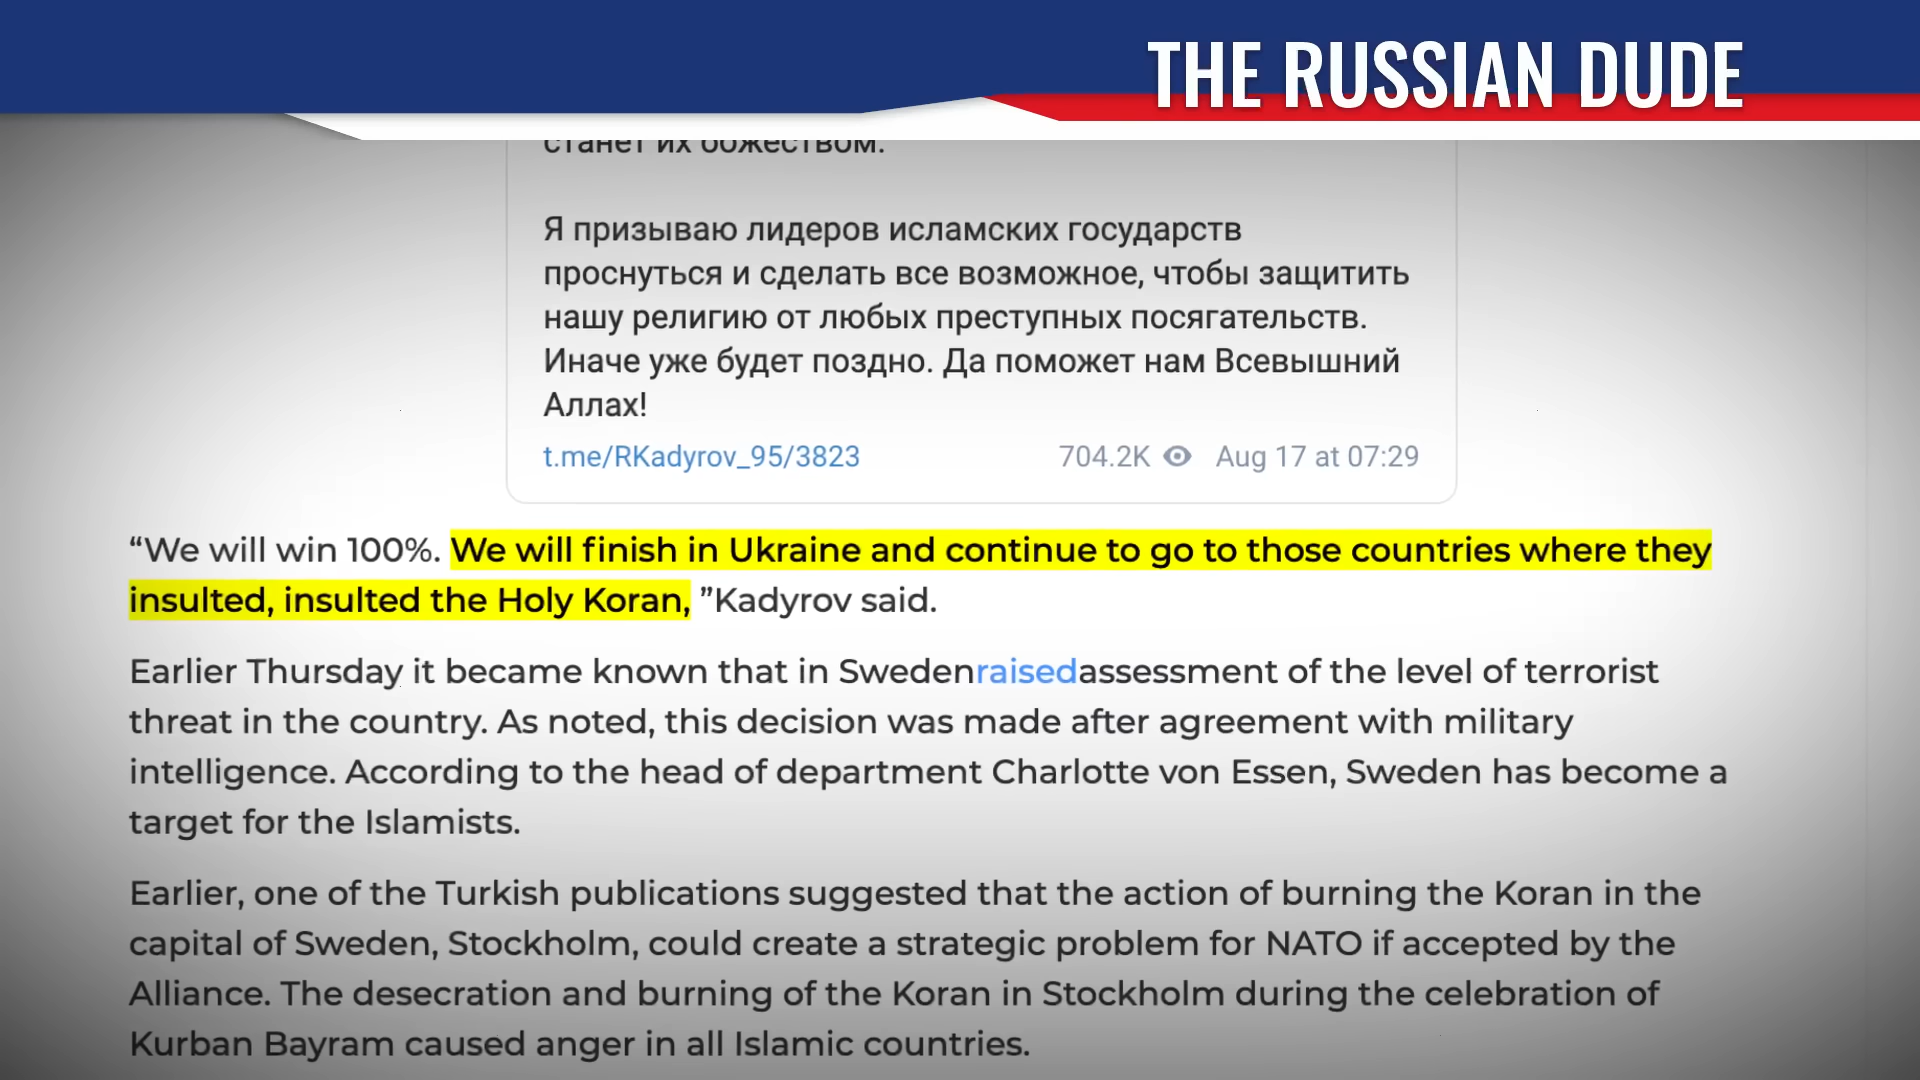 THE RUSSIAN DUDE
станет их божеством.
Я призываю лидеров исламских государств
проснуться и сделать все возможное, чтобы защитить
нашу религию от любых преступных посягательств.
Иначе уже будет поздно. Да поможет нам Всевышний
Аллах!
t.me/RKadyrov_95/3823 704.2K Aug 17 at 07:29
“We will win 100%. We will finish in Ukraine and continue to go to those countries where they
insulted, insulted the Holy Koran, ”Kadyrov said.
Earlier Thursday it became known that in Swedenraisedassessment of the level of terrorist
threat in the country. As noted, this decision was made after agreement with military
intelligence. According to the head of department Charlotte von Essen, Sweden has become a
target for the Islamists.
Earlier, one of the Turkish publications suggested that the action of burning the Koran in the
capital of Sweden, Stockholm, could create a strategic problem for NATO if accepted by the
Alliance. The desecration and burning of the Koran in Stockholm during the celebration of
Kurban Bayram caused anger in all Islamic countries.